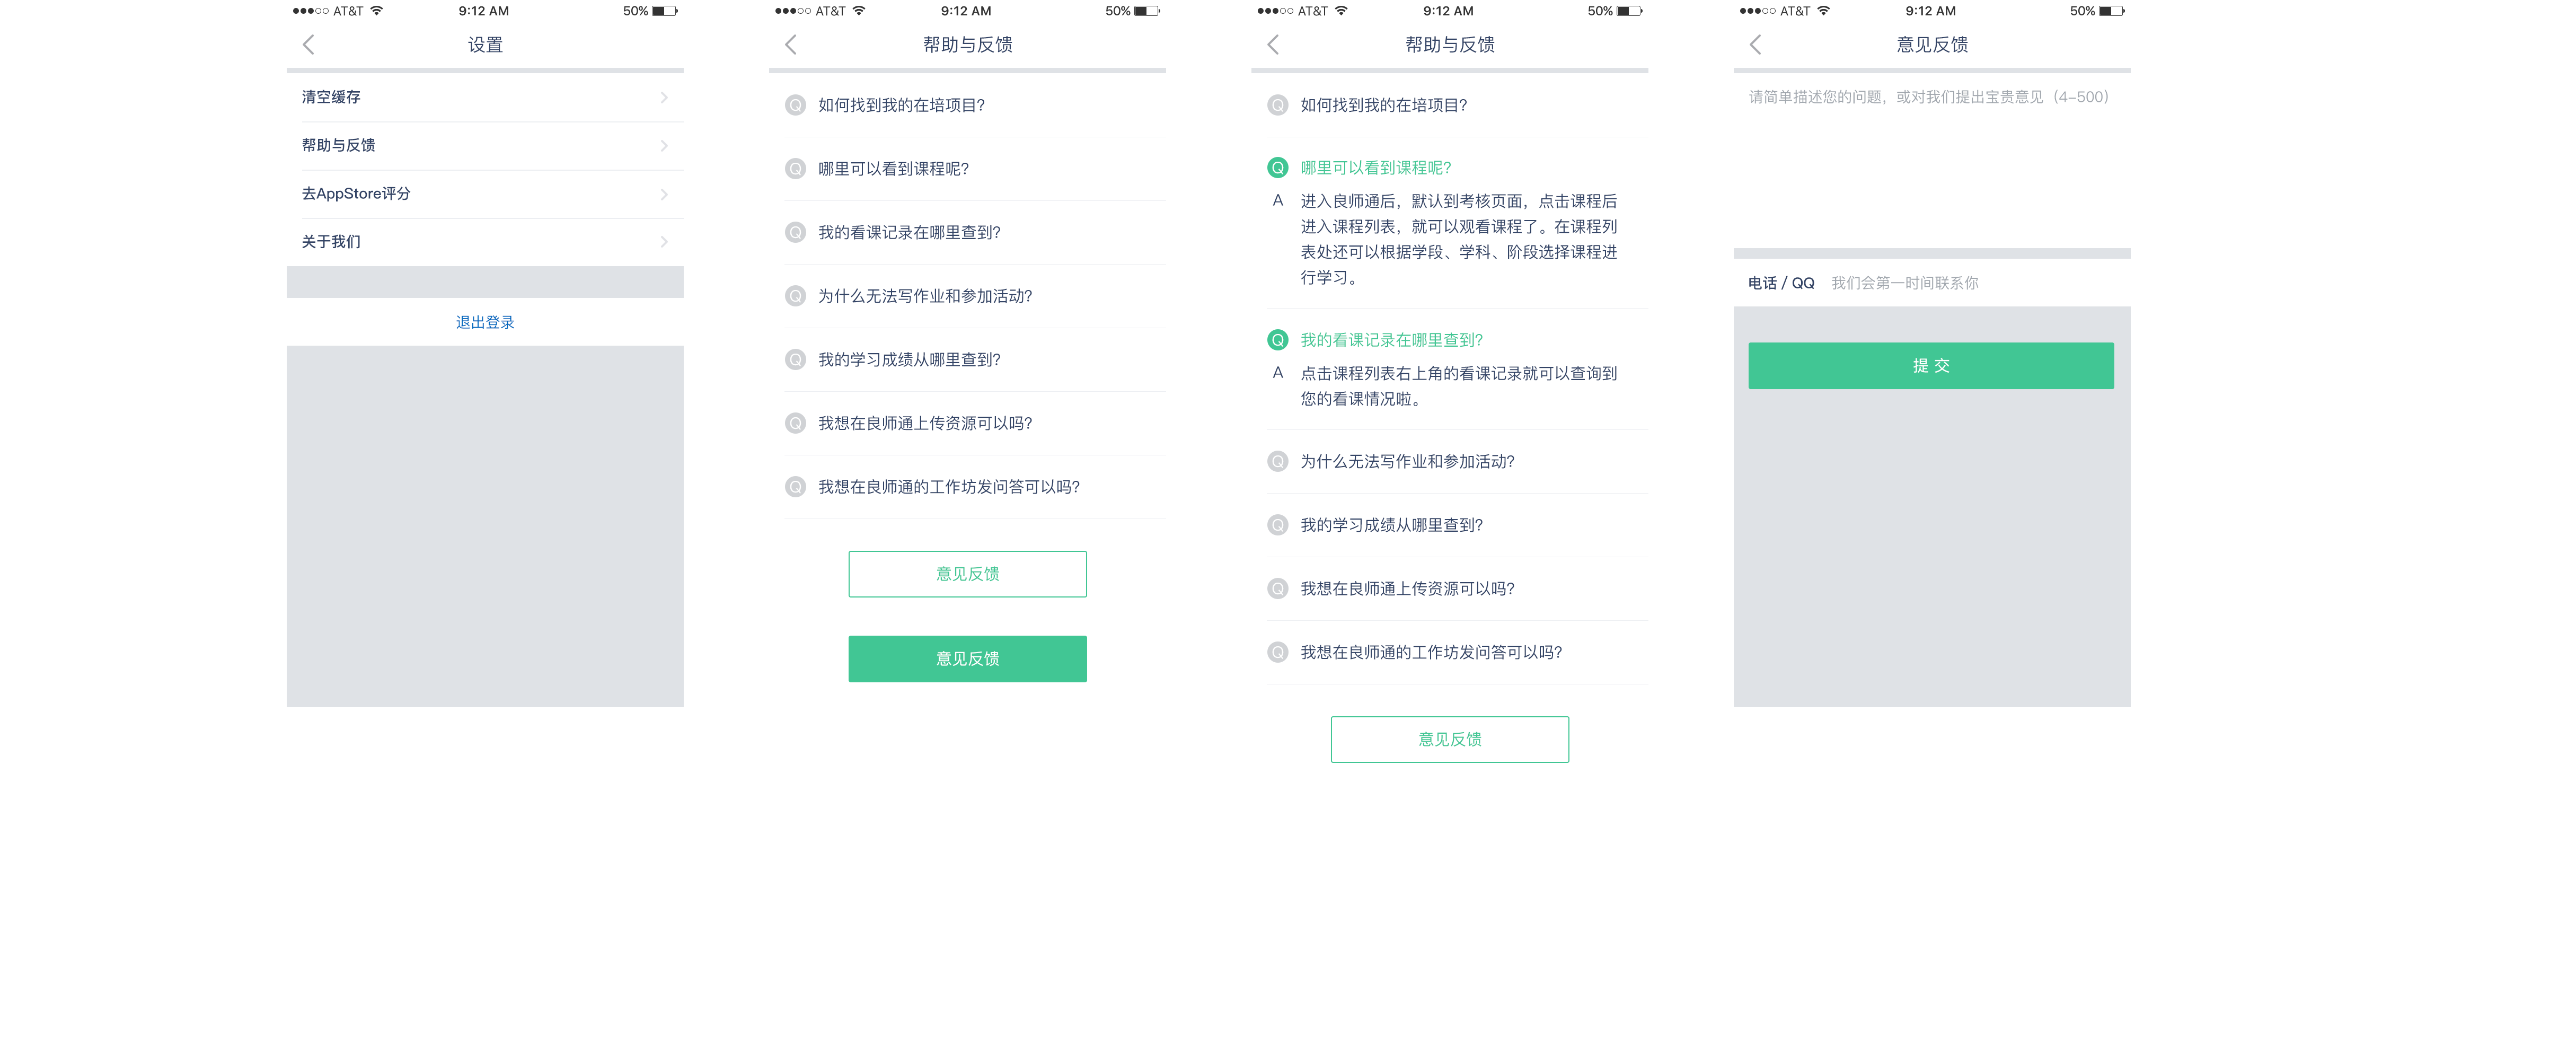 AT&T 9:12 AM 50%
设置
清空缓存
帮助与反馈
去AppStore评分
关于我们
退出登录
AT&T 9:12 AM 50%
帮助与反馈
Q 如何找到我的在培项目?
Q 哪里可以看到课程呢?
Q 我的看课记录在哪里查到?
Q 为什么无法写作业和参加活动?
Q 我的学习成绩从哪里查到?
Q 我想在良师通上传资源可以吗?
Q 我想在良师通的工作坊发问答可以吗?
意见反馈
意见反馈
AT&T 9:12 AM 50%
帮助与反馈
Q 如何找到我的在培项目?
Q 哪里可以看到课程呢?
A 进入良师通后，默认到考核页面，点击课程后
进入课程列表，就可以观看课程了。在课程列
表处还可以根据学段、学科、阶段选择课程进
行学习。
Q 我的看课记录在哪里查到?
A 点击课程列表右上角的看课记录就可以查询到
您的看课情况啦。
Q 为什么无法写作业和参加活动?
Q 我的学习成绩从哪里查到?
Q 我想在良师通上传资源可以吗?
Q 我想在良师通的工作坊发问答可以吗?
意见反馈
AT&T 9:12 AM 50%
意见反馈
请简单描述您的问题，或对我们提出宝贵意见（4-500）
电话 / QQ 我们会第一时间联系你
提 交